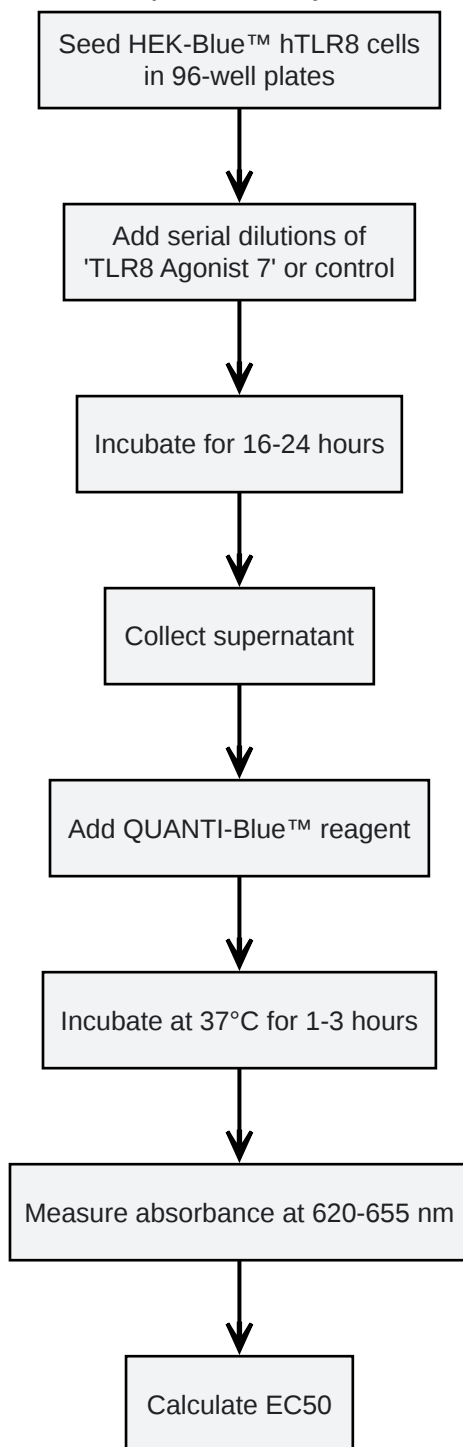 Seed HEK-Blue™ hTLR8 cells
in 96-well plates
Add serial dilutions of
'TLR8 Agonist 7' or control
Incubate for 16-24 hours
Collect supernatant
Add QUANTI-Blue™ reagent
Incubate at 37°C for 1-3 hours
Measure absorbance at 620-655 nm
Calculate EC50